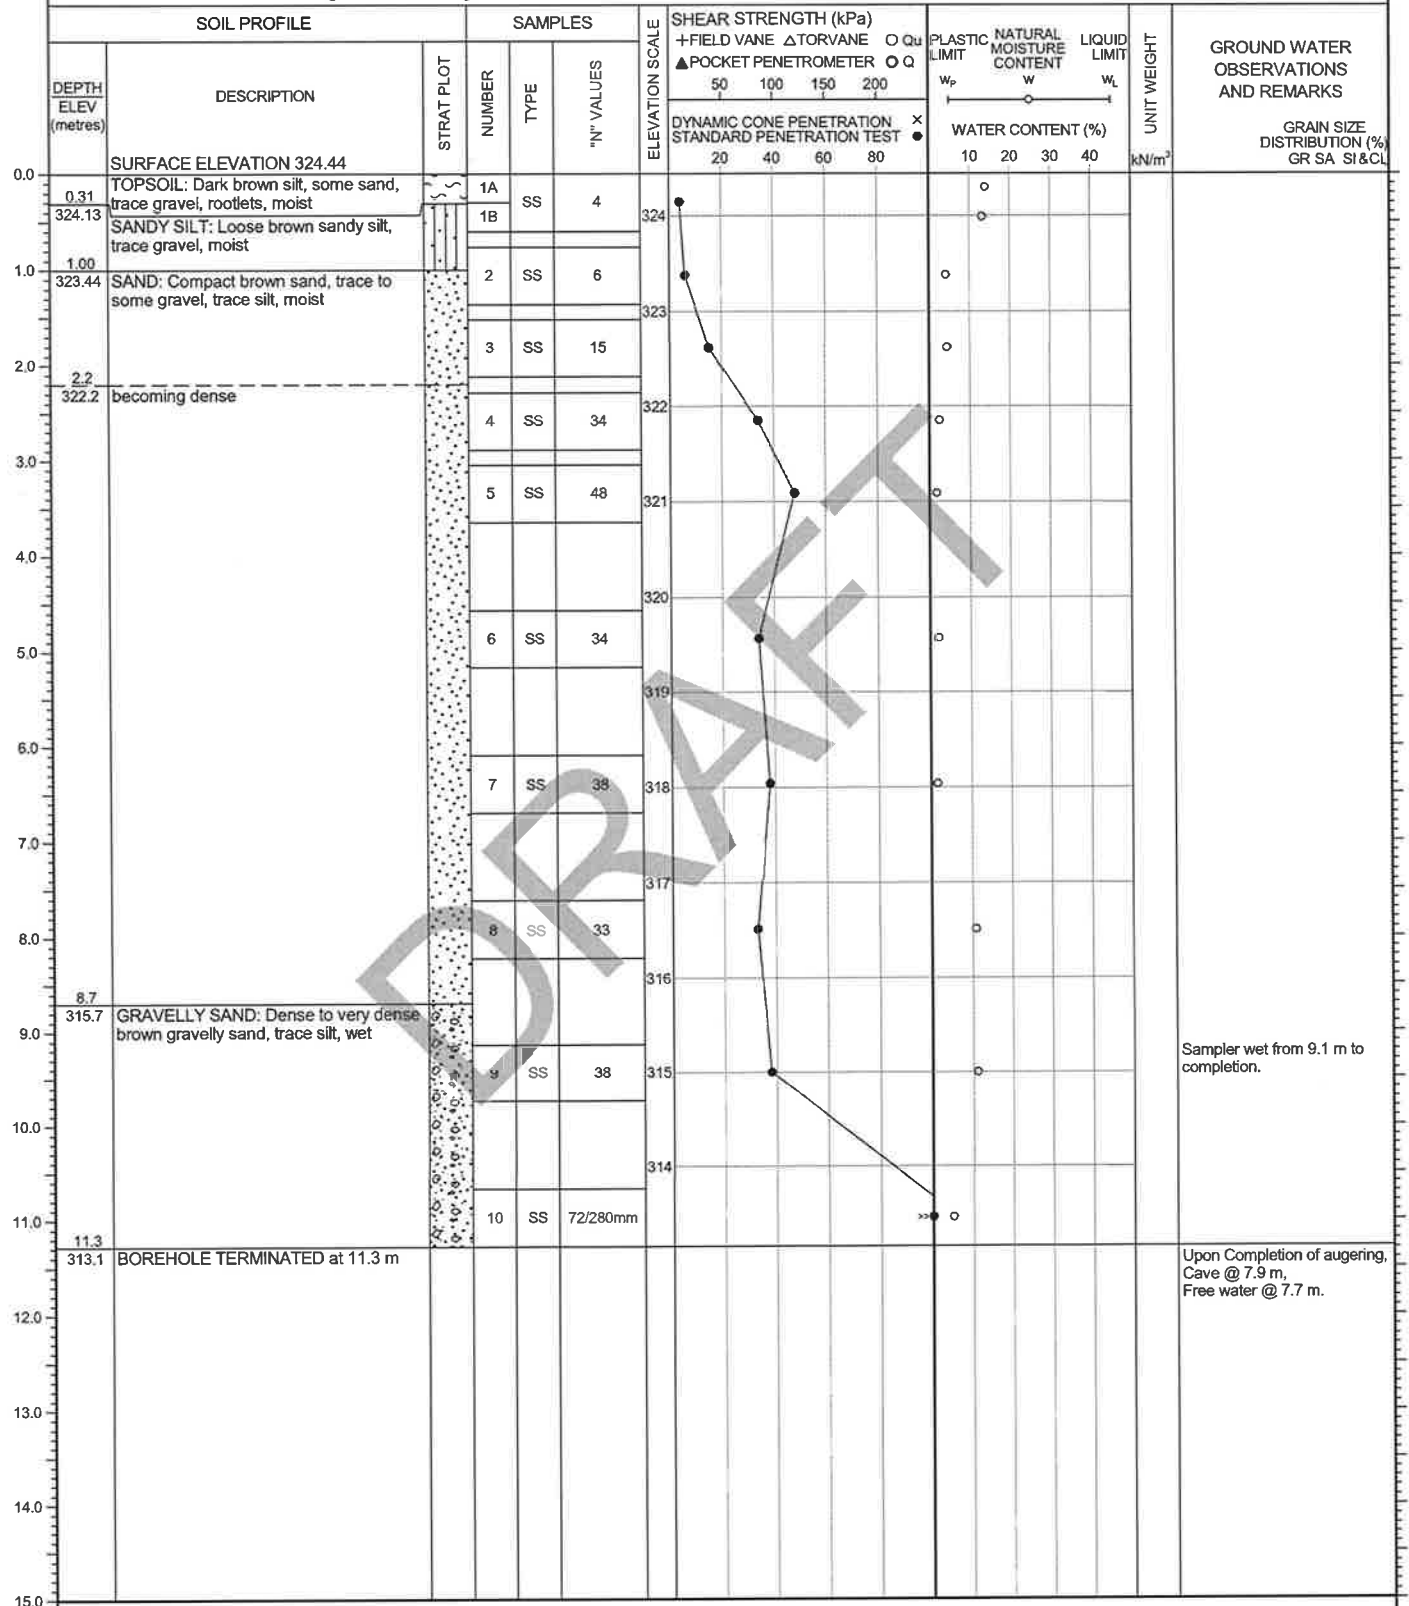 SOIL PROFILE
SAMPLES
ELEVATION SCALE
SHEAR STRENGTH (kPa)
+FIELD VANE △TORVANE ○ Qu
▲POCKET PENETROMETER ○ Q
50 100 150 200
DYNAMIC CONE PENETRATION ×
STANDARD PENETRATION TEST ●
20 40 60 80
PLASTIC LIMIT
NATURAL MOISTURE CONTENT
LIQUID LIMIT
WP W WL
WATER CONTENT (%)
10 20 30 40
UNIT WEIGHT
kN/m³
GROUND WATER
OBSERVATIONS
AND REMARKS
GRAIN SIZE
DISTRIBUTION (%)
GR SA SI&CL
DEPTH
ELEV
(metres)
DESCRIPTION
STRAT PLOT
NUMBER
TYPE
"N" VALUES
SURFACE ELEVATION 324.44
0.0
TOPSOIL: Dark brown silt, some sand,
trace gravel, rootlets, moist
0.31
324.13
1A
1B
SS
4
324
SANDY SILT: Loose brown sandy silt,
trace gravel, moist
1.00
1.0
323.44
SAND: Compact brown sand, trace to
some gravel, trace silt, moist
2 SS 6
323
3 SS 15
2.0
2.2
322.2
becoming dense
322
4 SS 34
3.0
5 SS 48
321
4.0
320
6 SS 34
5.0
319
6.0
7 SS 38
318
7.0
317
8 SS 33
8.0
316
8.7
315.7
GRAVELLY SAND: Dense to very dense
brown gravelly sand, trace silt, wet
9.0
9 SS 38
315
Sampler wet from 9.1 m to
completion.
10.0
314
10 SS 72/280mm
>>
11.0
11.3
313.1
BOREHOLE TERMINATED at 11.3 m
Upon Completion of augering,
Cave @ 7.9 m,
Free water @ 7.7 m.
12.0
13.0
14.0
15.0
DRAFT